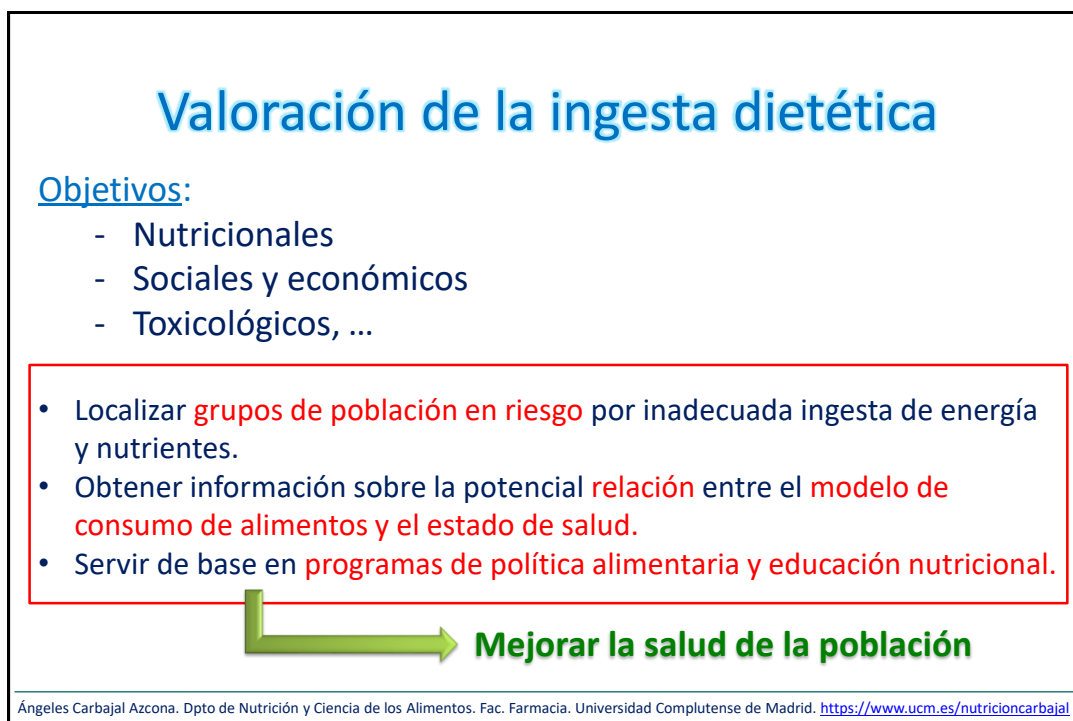 Valoración de la ingesta dietética
Objetivos:
- Nutricionales
- Sociales y económicos
- Toxicológicos, …
• Localizar grupos de población en riesgo por inadecuada ingesta de energía
y nutrientes.
• Obtener información sobre la potencial relación entre el modelo de
consumo de alimentos y el estado de salud.
• Servir de base en programas de política alimentaria y educación nutricional.
Mejorar la salud de la población
Ángeles Carbajal Azcona. Dpto de Nutrición y Ciencia de los Alimentos. Fac. Farmacia. Universidad Complutense de Madrid. https://www.ucm.es/nutricioncarbajal